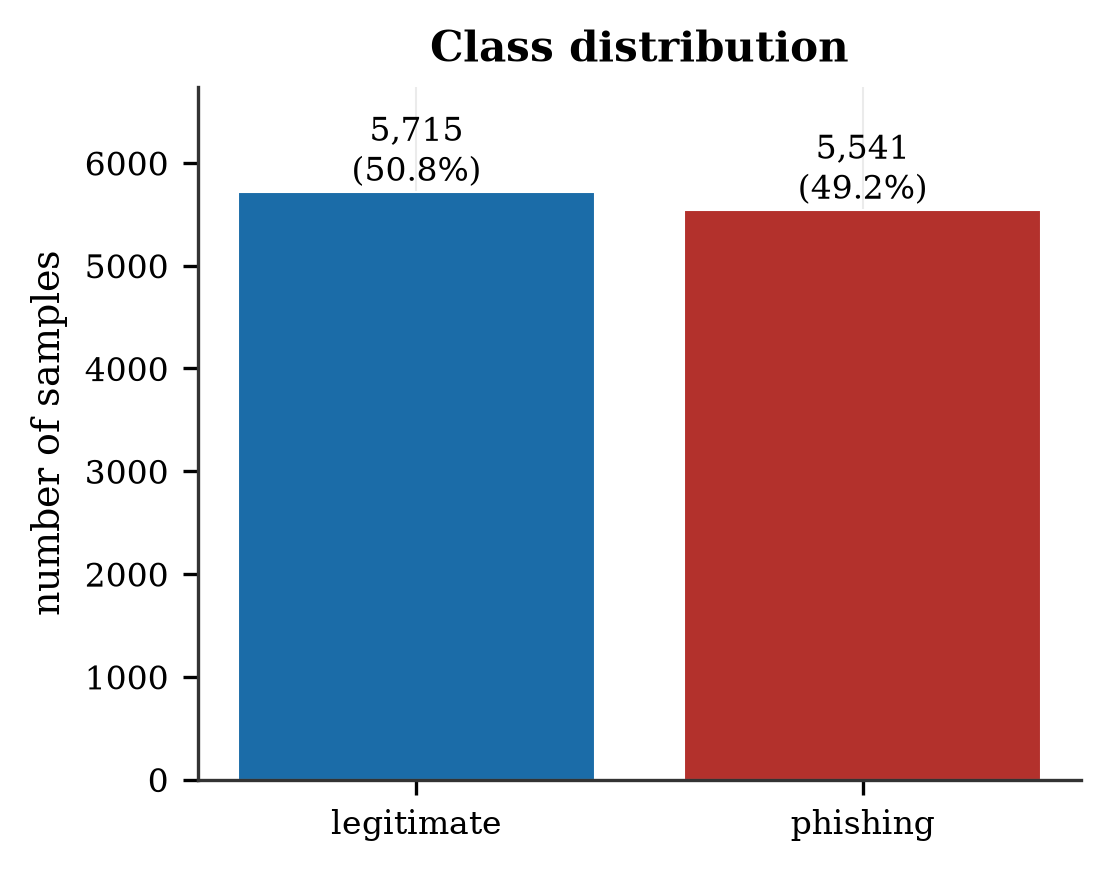 Class distribution
number of samples
6000
5000
4000
3000
2000
1000
0
5,715
(50.8%)
5,541
(49.2%)
legitimate
phishing